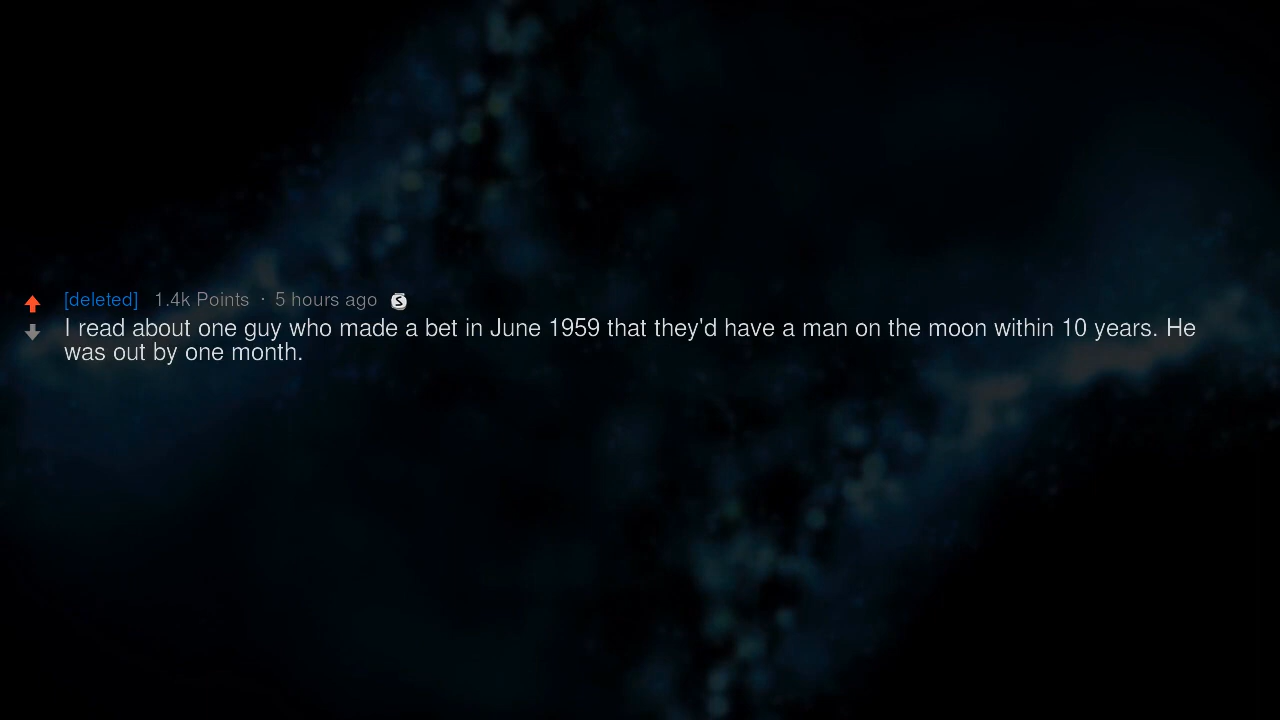 [deleted] 1.4k Points · 5 hours ago S
I read about one guy who made a bet in June 1959 that they'd have a man on the moon within 10 years. He
was out by one month.